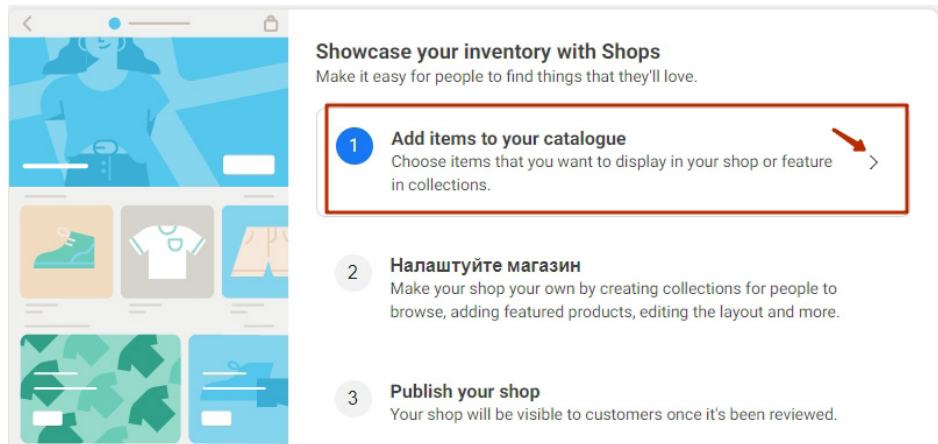 Showcase your inventory with Shops
Make it easy for people to find things that they'll love.
1
Add items to your catalogue
Choose items that you want to display in your shop or feature
in collections.
2
Налаштуйте магазин
Make your shop your own by creating collections for people to
browse, adding featured products, editing the layout and more.
3
Publish your shop
Your shop will be visible to customers once it's been reviewed.